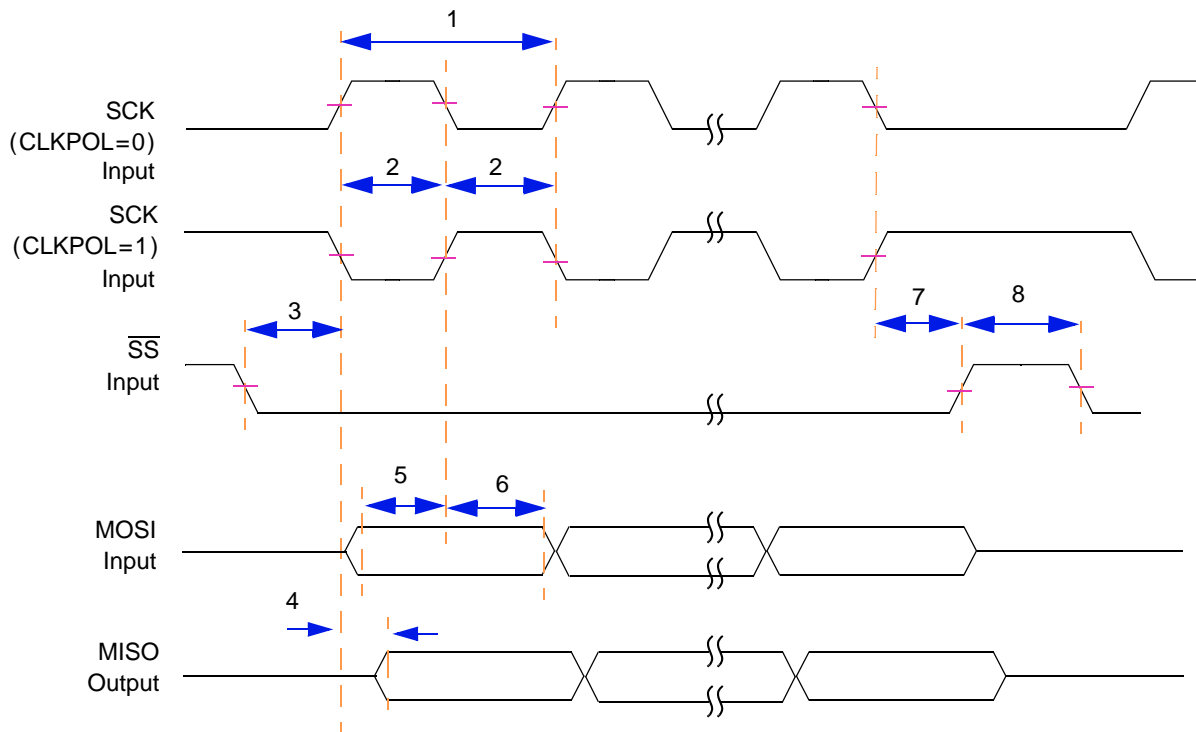 1
SCK
(CLKPOL=0)
Input
2 2
SCK
(CLKPOL=1)
Input
7 8
3
SS
Input
5 6
MOSI
Input
4
MISO
Output